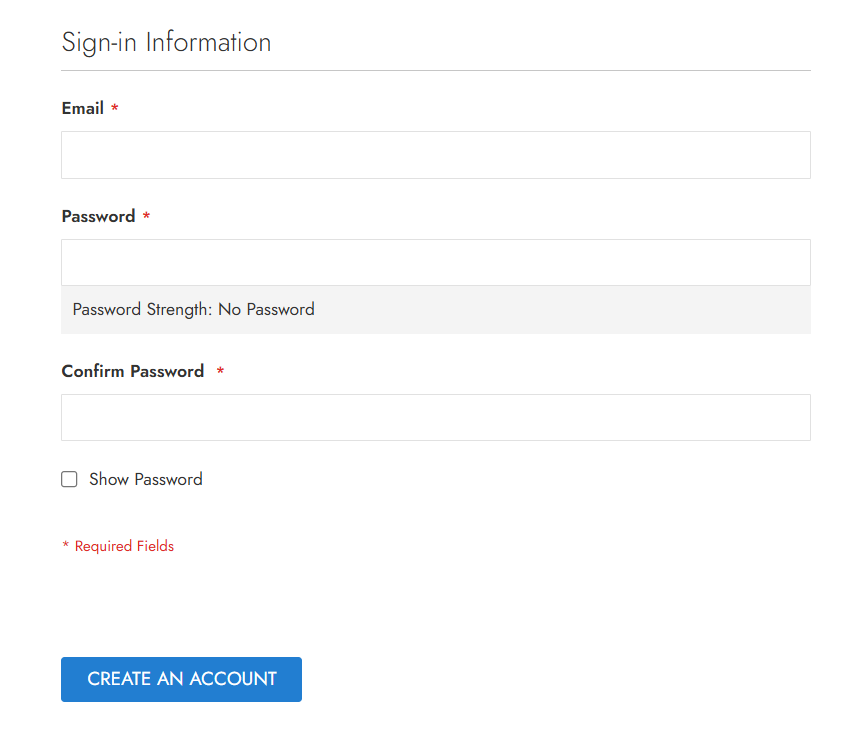 Sign-in Information
Email *
Password *
Password Strength: No Password
Confirm Password *
Show Password
* Required Fields
CREATE AN ACCOUNT